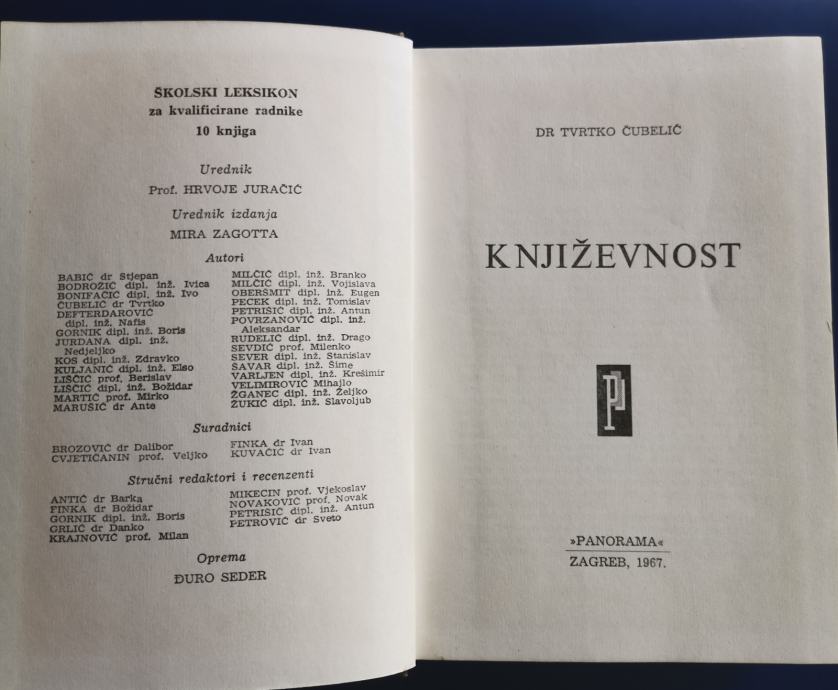 ŠKOLSKI LEKSIKON
za kvalificirane radnike
10 knjiga
Urednik
Prof. HRVOJE JURAČIĆ
Urednik izdanja
MIRA ZAGOTTA
Autori
BABIĆ dr Stjepan
BODROŽIĆ dipl. inž. Ivica
BONIFAČIĆ dipl. inž. Ivo
ČUBELIĆ dr Tvrtko
DEFTERDAROVIĆ
dipl. inž. Nafis
GORNIK dipl. inž. Boris
JURDANA dipl. inž.
Nedjeljko
KOS dipl. inž. Zdravko
KULJANIĆ dipl. inž. Elso
LIŠČIĆ prof. Berislav
LIŠČIĆ dipl. inž. Božidar
MARTIĆ prof. Mirko
MARUŠIĆ dr Ante
MILČIĆ dipl. inž. Branko
MILČIĆ dipl. inž. Vojislava
OBERŠMIT dipl. inž. Eugen
PECEK dipl. inž. Tomislav
PETRIŠIĆ dipl. inž. Antun
POVRZANOVIĆ dipl. inž.
Aleksandar
RUDELIĆ dipl. inž. Drago
SEVDIĆ prof. Milenko
SEVER dipl. inž. Stanislav
ŠAVAR dipl. inž. Šime
VARLJEN dipl. inž. Krešimir
VELIMIROVIĆ Mihajlo
ŽGANEC dipl. inž. Željko
ŽUKIĆ dipl. inž. Slavoljub
Suradnici
BROZOVIĆ dr Dalibor
CVJETIČANIN prof. Veljko
FINKA dr Ivan
KUVAČIĆ dr Ivan
Stručni redaktori i recenzenti
ANTIĆ dr Barka
FINKA dr Božidar
GORNIK dipl. inž. Boris
GRLIĆ dr Danko
KRAJNOVIĆ prof. Milan
MIKECIN prof. Vjekoslav
NOVAKOVIĆ prof. Novak
PETRIŠIĆ dipl. inž. Antun
PETROVIĆ dr Sveto
Oprema
ĐURO SEDER
DR TVRTKO ČUBELIĆ
KNJIŽEVNOST
»PANORAMA«
ZAGREB, 1967.